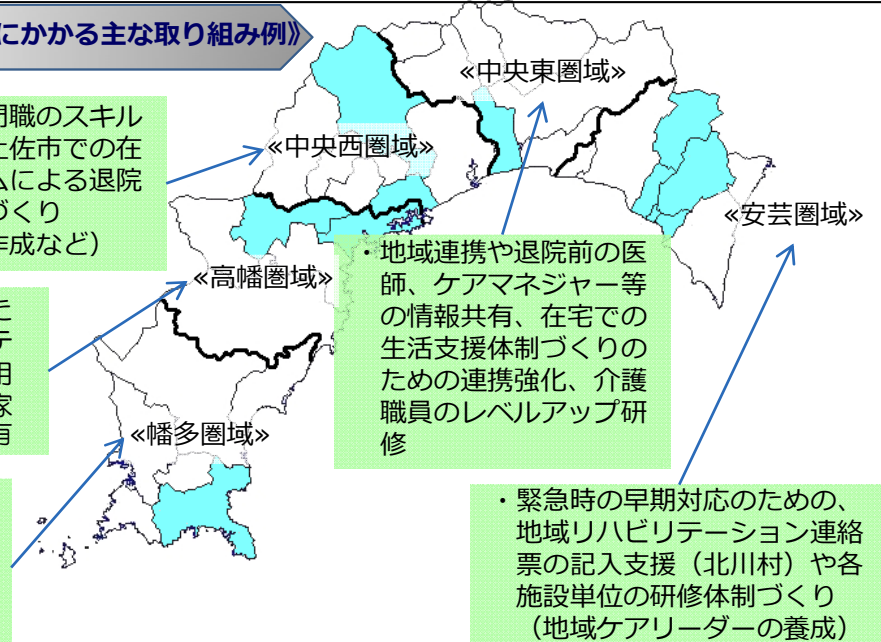 にかかる主な取り組み例》
«中央東圏域»
門職のスキル
土佐市での在
ムによる退院
づくり
作成など）
«中央西圏域»
«安芸圏域»
«高幡圏域»
・地域連携や退院前の医
師、ケアマネジャー等
の情報共有、在宅での
生活支援体制づくりの
ための連携強化、介護
職員のレベルアップ研
修
テ
用
家
有
«幡多圏域»
・緊急時の早期対応のための、
地域リハビリテーション連絡
票の記入支援（北川村）や各
施設単位の研修体制づくり
（地域ケアリーダーの養成）